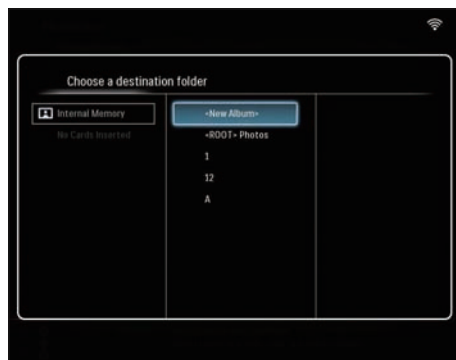 Choose a destination folder
Internal Memory
No Cards Inserted
<New Album>
<ROOT> Photos
1
12
A